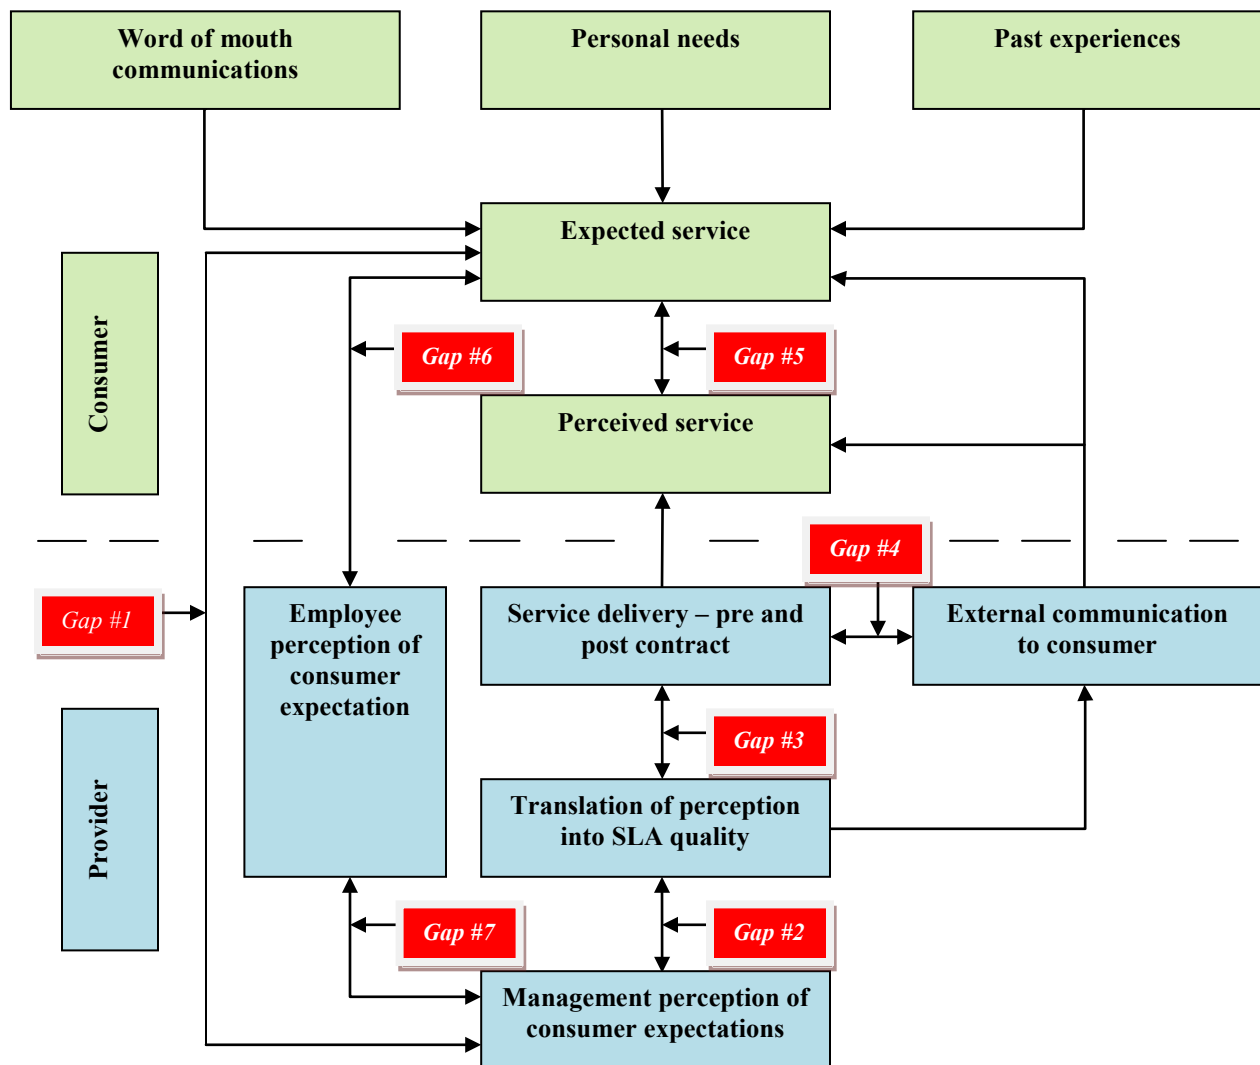 Word of mouth
communications
Personal needs
Past experiences
Expected service
Consumer
Gap #6
Gap #5
Perceived service
Gap #4
Gap #1
Employee
perception of
consumer
expectation
Service delivery – pre and
post contract
External communication
to consumer
Provider
Gap #3
Translation of perception
into SLA quality
Gap #7
Gap #2
Management perception of
consumer expectations